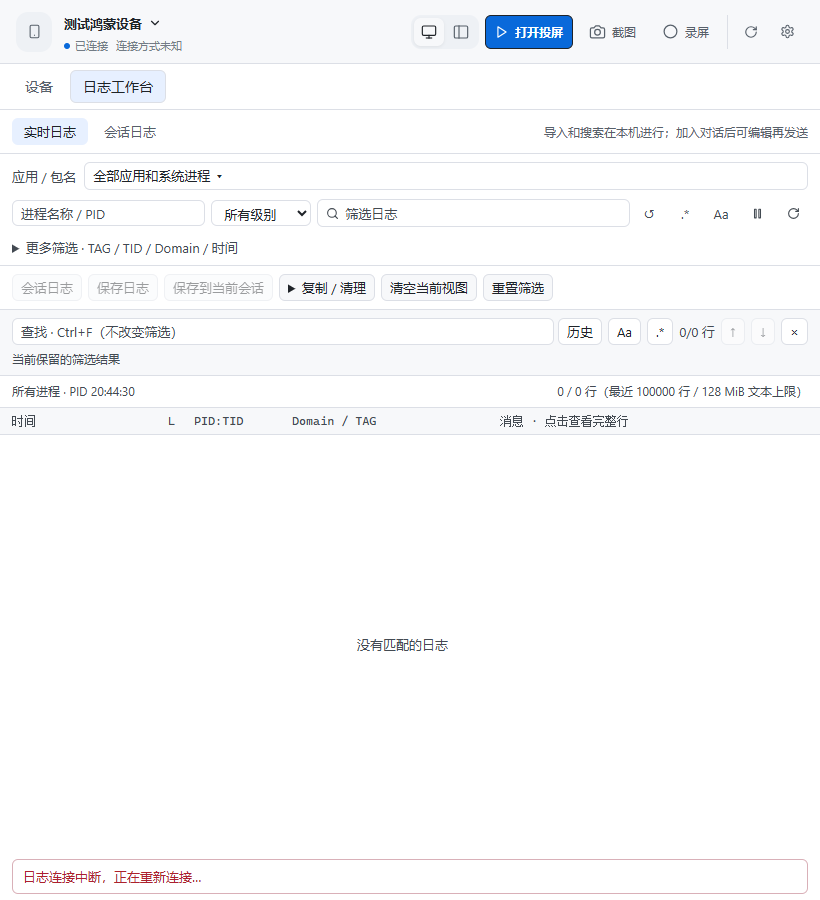 测试鸿蒙设备
已连接 连接方式未知
打开投屏 截图 录屏
设备 日志工作台
实时日志 会话日志 导入和搜索在本机进行；加入对话后可编辑再发送
应用 / 包名 全部应用和系统进程
进程名称 / PID 所有级别 筛选日志 ↺ .* Aa
▶ 更多筛选 · TAG / TID / Domain / 时间
会话日志 保存日志 保存到当前会话 ▶ 复制 / 清理 清空当前视图 重置筛选
查找 · Ctrl+F（不改变筛选） 历史 Aa .* 0/0 行 ↑ ↓ ×
当前保留的筛选结果
所有进程 · PID 20:44:30 0 / 0 行（最近 100000 行 / 128 MiB 文本上限）
时间 L PID:TID Domain / TAG 消息 · 点击查看完整行
没有匹配的日志
日志连接中断，正在重新连接...